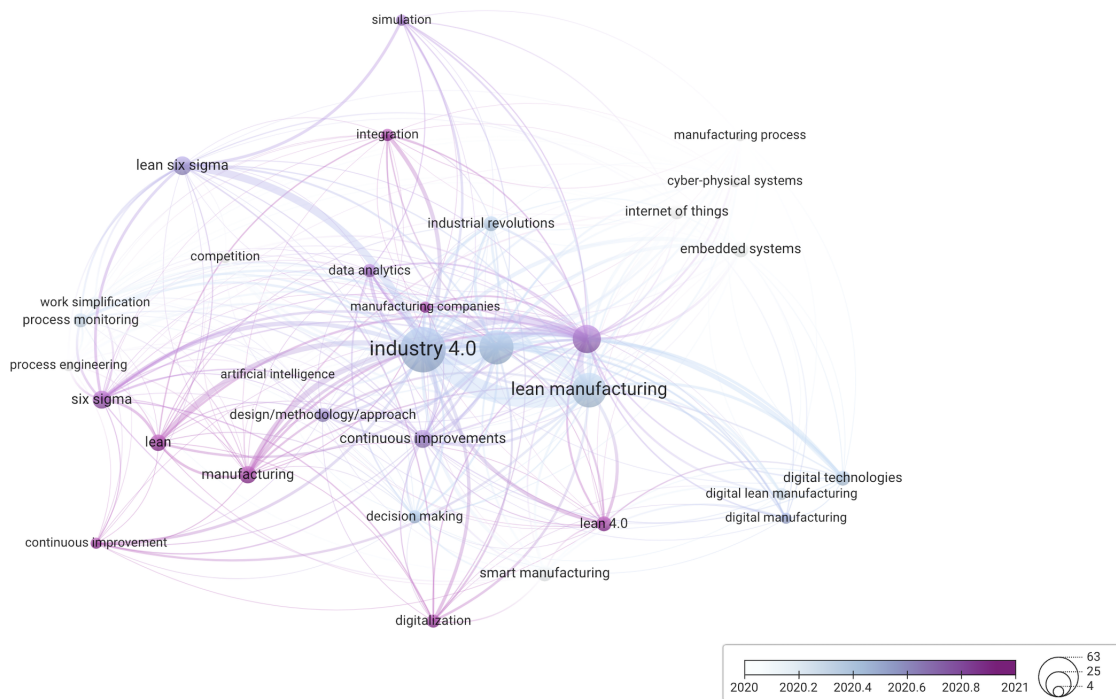 simulation
integration
manufacturing process
lean six sigma
cyber-physical systems
internet of things
industrial revolutions
embedded systems
competition
data analytics
work simplification
manufacturing companies
process monitoring
industry 4.0
process engineering
artificial intelligence
lean manufacturing
six sigma
design/methodology/approach
lean
continuous improvements
manufacturing
digital technologies
digital lean manufacturing
decision making
lean 4.0
digital manufacturing
continuous improvement
smart manufacturing
digitalization
63
25
4
2020 2020.2 2020.4 2020.6 2020.8 2021